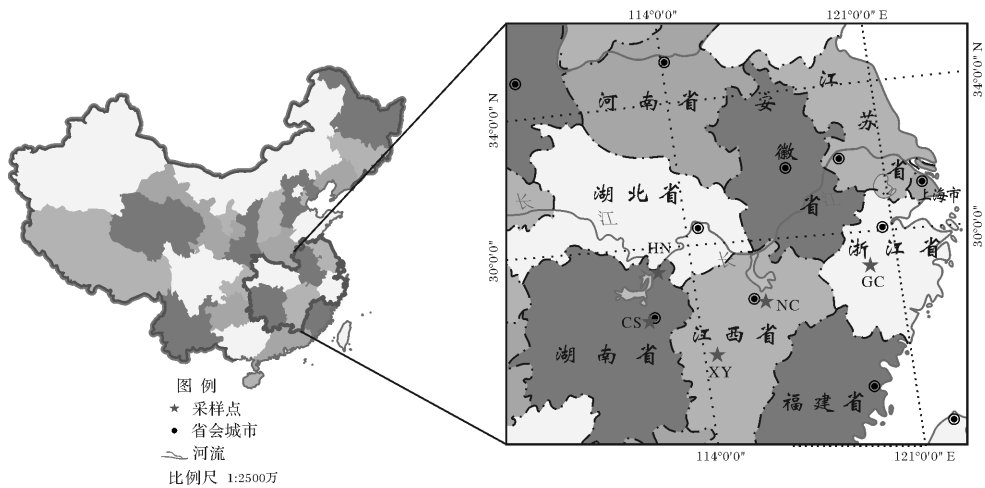 114°0'0"
121°0'0" E
34°0'0" N
34°0'0" N
河南省
江苏省
安徽省
湖北省
上海市
长江
长江
浙江省
HN
GC
NC
CS
XY
30°0'0"
30°0'0"
湖南省
江西省
福建省
114°0'0"
121°0'0" E
图 例
采样点
省会城市
河流
比例尺 1:2500万